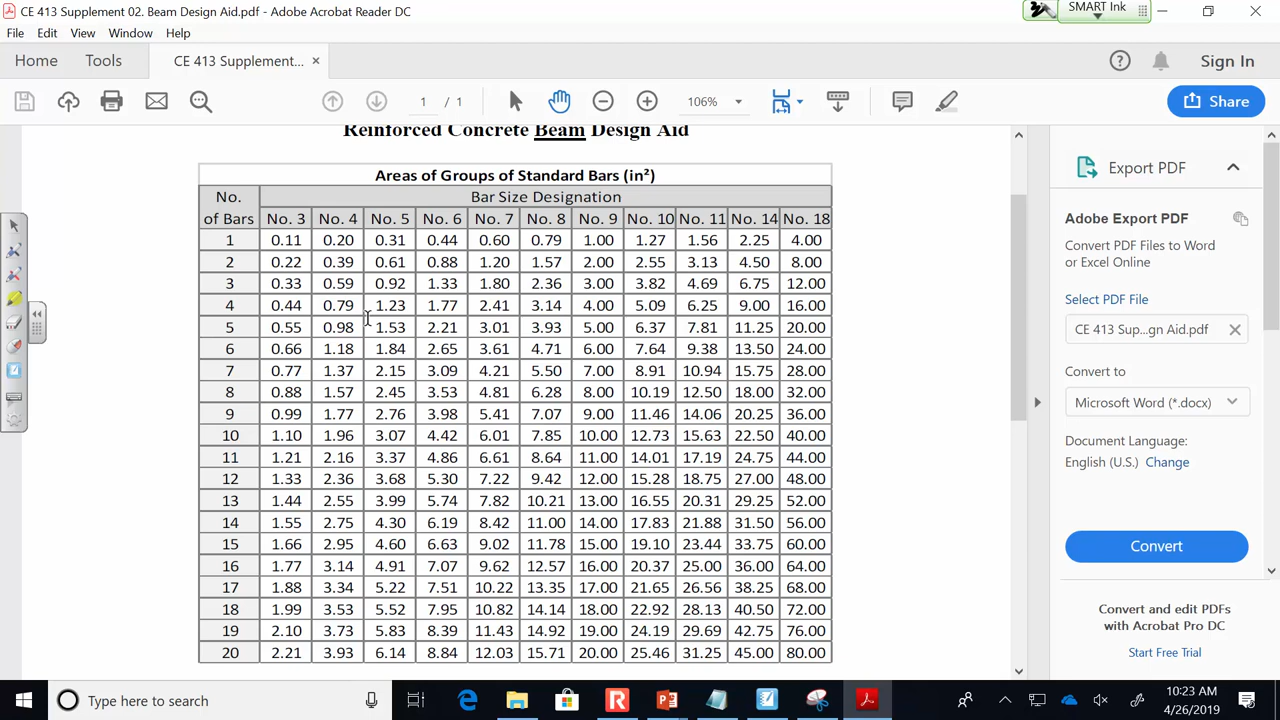 CE 413 Supplement 02. Beam Design Aid.pdf - Adobe Acrobat Reader DC
SMART Ink
File Edit View Window Help
Home Tools CE 413 Supplement... × Sign In
1 / 1 106% Share
Reinforced Concrete Beam Design Aid
Areas of Groups of Standard Bars (in²)
No. of Bars Bar Size Designation
No. 3 No. 4 No. 5 No. 6 No. 7 No. 8 No. 9 No. 10 No. 11 No. 14 No. 18
1 0.11 0.20 0.31 0.44 0.60 0.79 1.00 1.27 1.56 2.25 4.00
2 0.22 0.39 0.61 0.88 1.20 1.57 2.00 2.55 3.13 4.50 8.00
3 0.33 0.59 0.92 1.33 1.80 2.36 3.00 3.82 4.69 6.75 12.00
4 0.44 0.79 1.23 1.77 2.41 3.14 4.00 5.09 6.25 9.00 16.00
5 0.55 0.98 1.53 2.21 3.01 3.93 5.00 6.37 7.81 11.25 20.00
6 0.66 1.18 1.84 2.65 3.61 4.71 6.00 7.64 9.38 13.50 24.00
7 0.77 1.37 2.15 3.09 4.21 5.50 7.00 8.91 10.94 15.75 28.00
8 0.88 1.57 2.45 3.53 4.81 6.28 8.00 10.19 12.50 18.00 32.00
9 0.99 1.77 2.76 3.98 5.41 7.07 9.00 11.46 14.06 20.25 36.00
10 1.10 1.96 3.07 4.42 6.01 7.85 10.00 12.73 15.63 22.50 40.00
11 1.21 2.16 3.37 4.86 6.61 8.64 11.00 14.01 17.19 24.75 44.00
12 1.33 2.36 3.68 5.30 7.22 9.42 12.00 15.28 18.75 27.00 48.00
13 1.44 2.55 3.99 5.74 7.82 10.21 13.00 16.55 20.31 29.25 52.00
14 1.55 2.75 4.30 6.19 8.42 11.00 14.00 17.83 21.88 31.50 56.00
15 1.66 2.95 4.60 6.63 9.02 11.78 15.00 19.10 23.44 33.75 60.00
16 1.77 3.14 4.91 7.07 9.62 12.57 16.00 20.37 25.00 36.00 64.00
17 1.88 3.34 5.22 7.51 10.22 13.35 17.00 21.65 26.56 38.25 68.00
18 1.99 3.53 5.52 7.95 10.82 14.14 18.00 22.92 28.13 40.50 72.00
19 2.10 3.73 5.83 8.39 11.43 14.92 19.00 24.19 29.69 42.75 76.00
20 2.21 3.93 6.14 8.84 12.03 15.71 20.00 25.46 31.25 45.00 80.00
Export PDF
Adobe Export PDF
Convert PDF Files to Word
or Excel Online
Select PDF File
CE 413 Sup...gn Aid.pdf ×
Convert to
Microsoft Word (*.docx)
Document Language:
English (U.S.) Change
Convert
Convert and edit PDFs
with Acrobat Pro DC
Start Free Trial
Type here to search
10:23 AM
4/26/2019